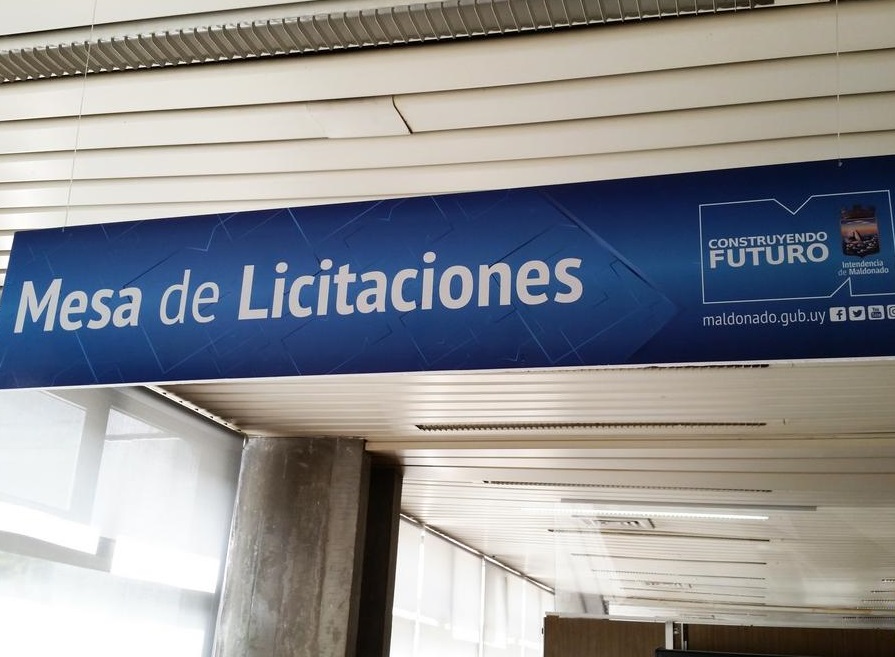 Mesa de Licitaciones
CONSTRUYENDO
FUTURO
Intendencia
de Maldonado
maldonado.gub.uy